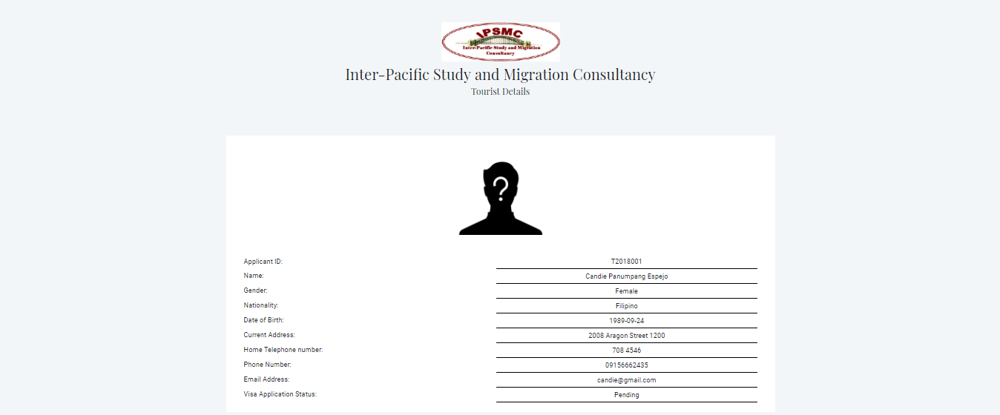 IPSMC
Inter-Pacific Study and Migration
Consultancy
Inter-Pacific Study and Migration Consultancy
Tourist Details
?
Applicant ID: T2018001
Name: Candie Panumpang Espejo
Gender: Female
Nationality: Filipino
Date of Birth: 1989-09-24
Current Address: 2008 Aragon Street 1200
Home Telephone number: 708 4546
Phone Number: 09156662435
Email Address: candie@gmail.com
Visa Application Status: Pending